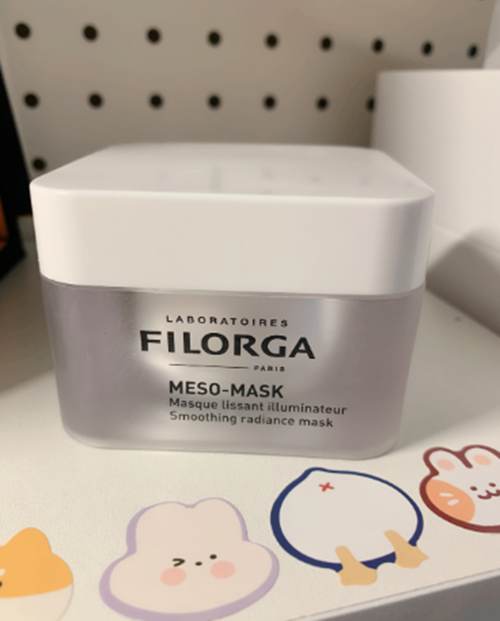 LABORATOIRES
FILORGA
PARIS
MESO-MASK
Masque lissant illuminateur
Smoothing radiance mask